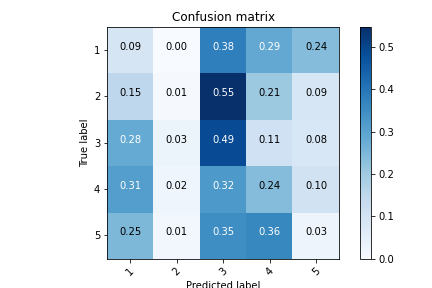 Confusion matrix
True label
1 0.09 0.00 0.38 0.29 0.24
2 0.15 0.01 0.55 0.21 0.09
3 0.28 0.03 0.49 0.11 0.08
4 0.31 0.02 0.32 0.24 0.10
5 0.25 0.01 0.35 0.36 0.03
1 2 3 4 5
Predicted label
0.5
0.4
0.3
0.2
0.1
0.0